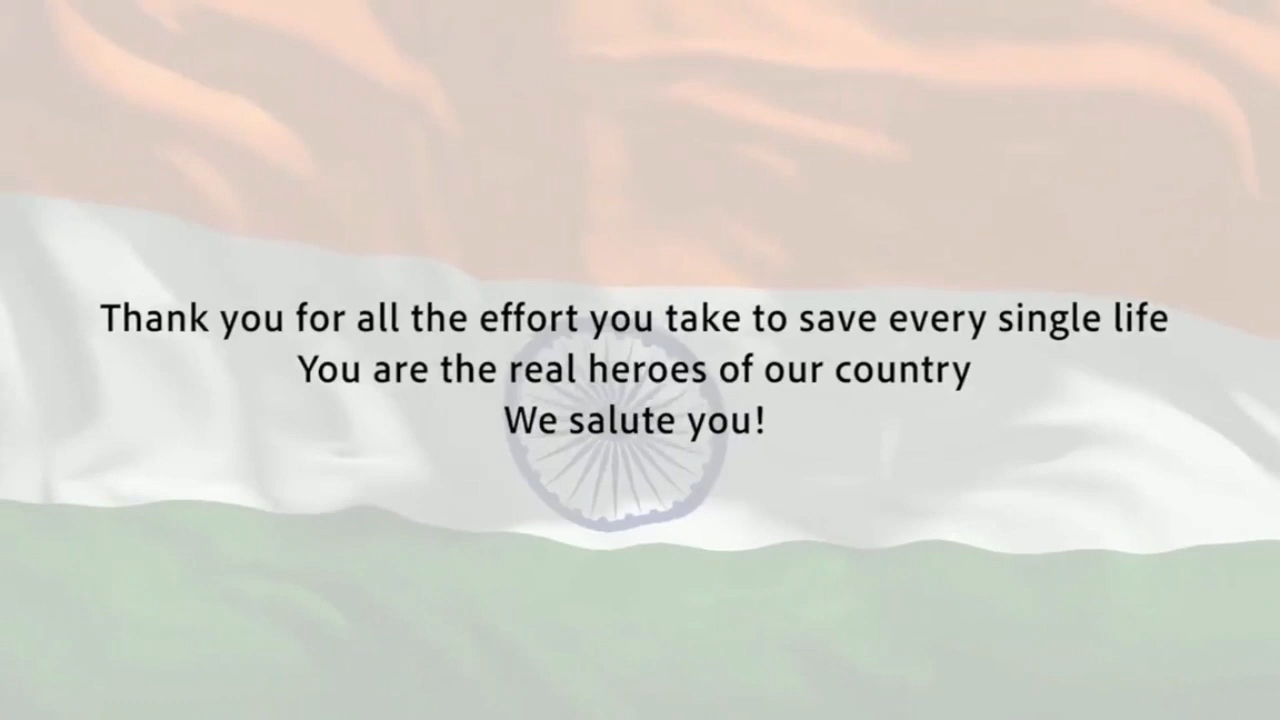 Thank you for all the effort you take to save every single life
You are the real heroes of our country
We salute you!